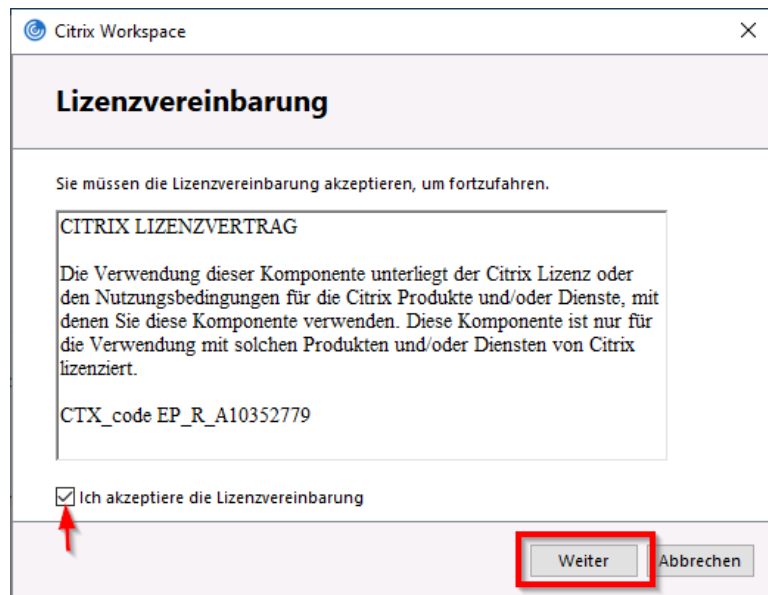 Citrix Workspace
Lizenzvereinbarung
Sie müssen die Lizenzvereinbarung akzeptieren, um fortzufahren.
CITRIX LIZENZVERTRAG
Die Verwendung dieser Komponente unterliegt der Citrix Lizenz oder
den Nutzungsbedingungen für die Citrix Produkte und/oder Dienste, mit
denen Sie diese Komponente verwenden. Diese Komponente ist nur für
die Verwendung mit solchen Produkten und/oder Diensten von Citrix
lizenziert.
CTX_code EP_R_A10352779
Ich akzeptiere die Lizenzvereinbarung
Weiter
Abbrechen